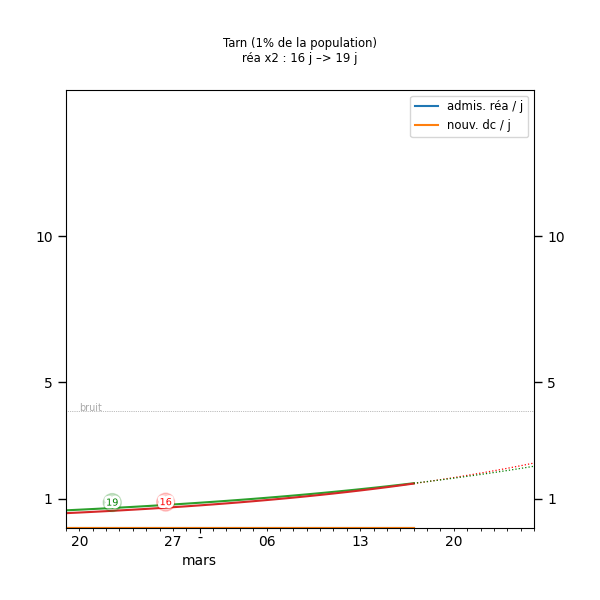 Tarn (1% de la population)
réa x2 : 16 j –> 19 j
admis. réa / j
nouv. dc / j
10 10
5 5
bruit
19 16
1 1
20 27 - 06 13 20
mars